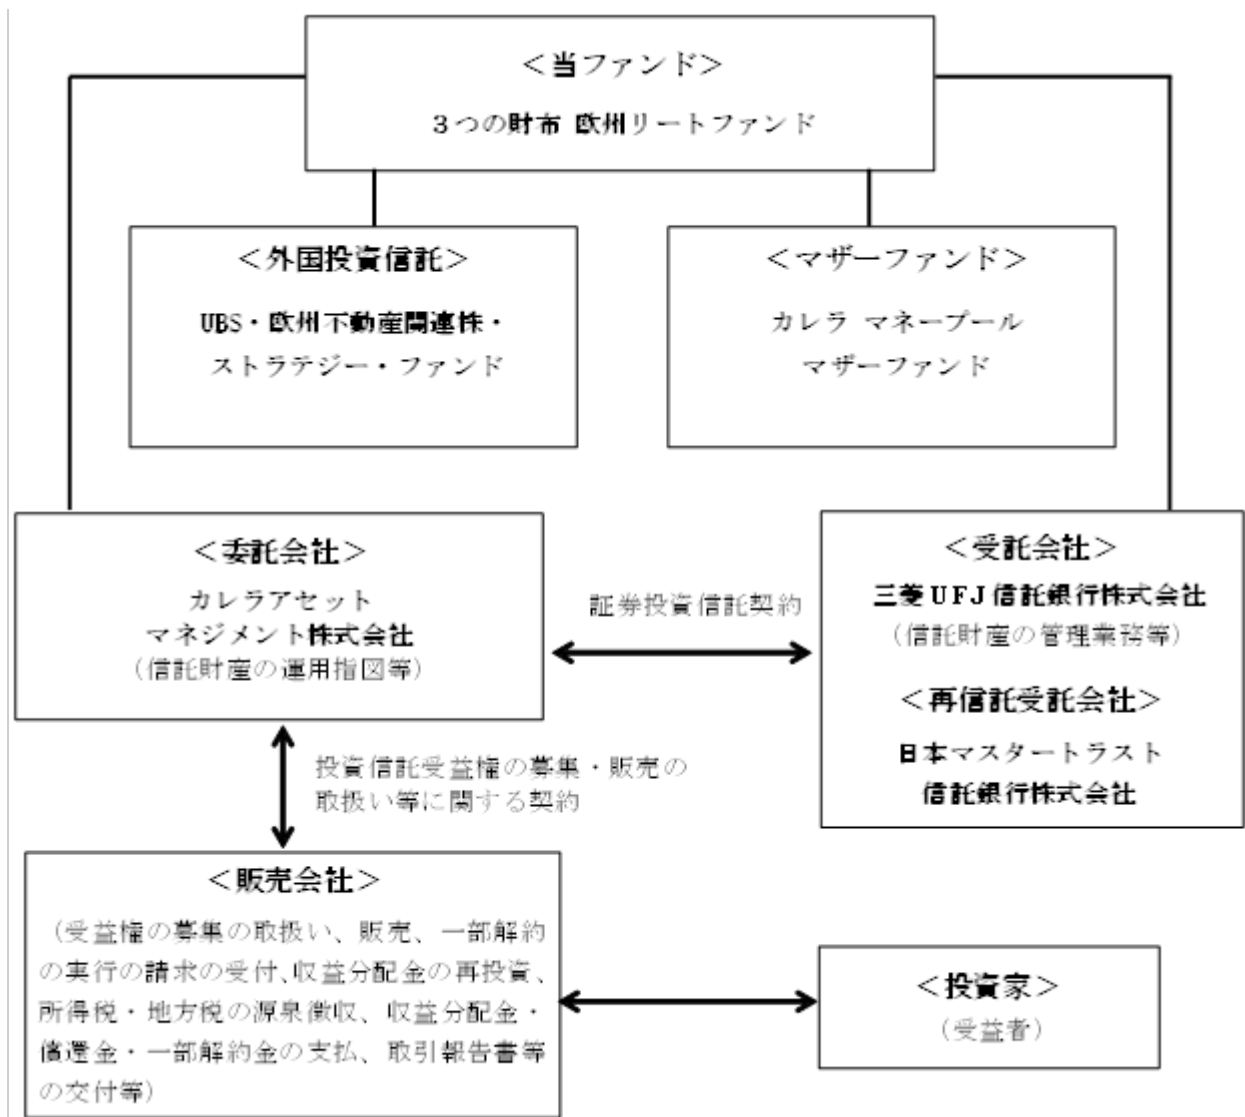 ＜当ファンド＞
３つの財布 欧州リートファンド
＜外国投資信託＞
UBS・欧州不動産関連株・
ストラテジー・ファンド
＜マザーファンド＞
カレラ マネープール
マザーファンド
＜委託会社＞
カレラアセット
マネジメント株式会社
（信託財産の運用指図等）
証券投資信託契約
＜受託会社＞
三菱UFJ信託銀行株式会社
（信託財産の管理業務等）
＜再信託受託会社＞
日本マスタートラスト
信託銀行株式会社
投資信託受益権の募集・販売の
取扱い等に関する契約
＜販売会社＞
（受益権の募集の取扱い、販売、一部解約
の実行の請求の受付、収益分配金の再投資、
所得税・地方税の源泉徴収、収益分配金・
償還金・一部解約金の支払、取引報告書等
の交付等）
＜投資家＞
（受益者）